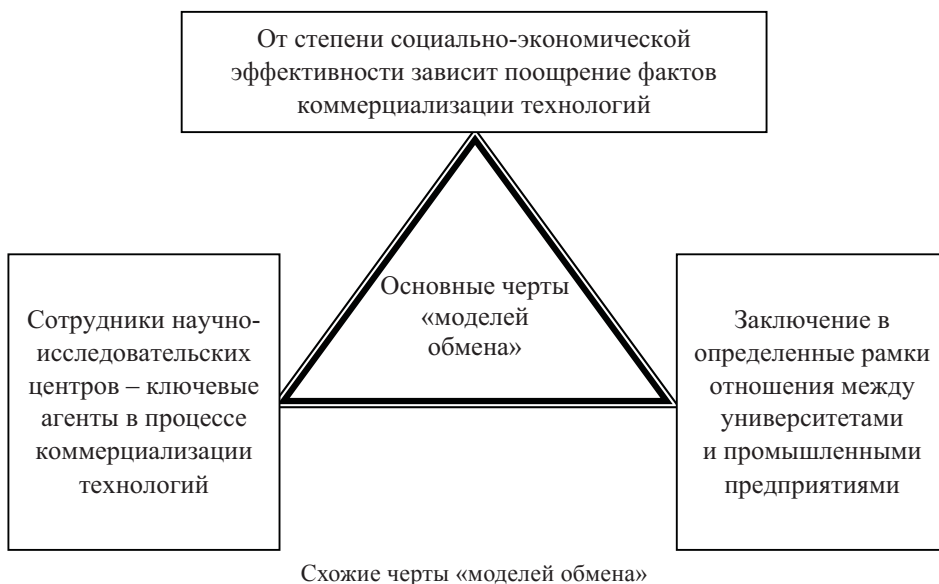 От степени социально-экономической
эффективности зависит поощрение фактов
коммерциализации технологий
Основные черты
«моделей
обмена»
Сотрудники научно-
исследовательских
центров – ключевые
агенты в процессе
коммерциализации
технологий
Заключение в
определенные рамки
отношения между
университетами
и промышленными
предприятиями
Схожие черты «моделей обмена»